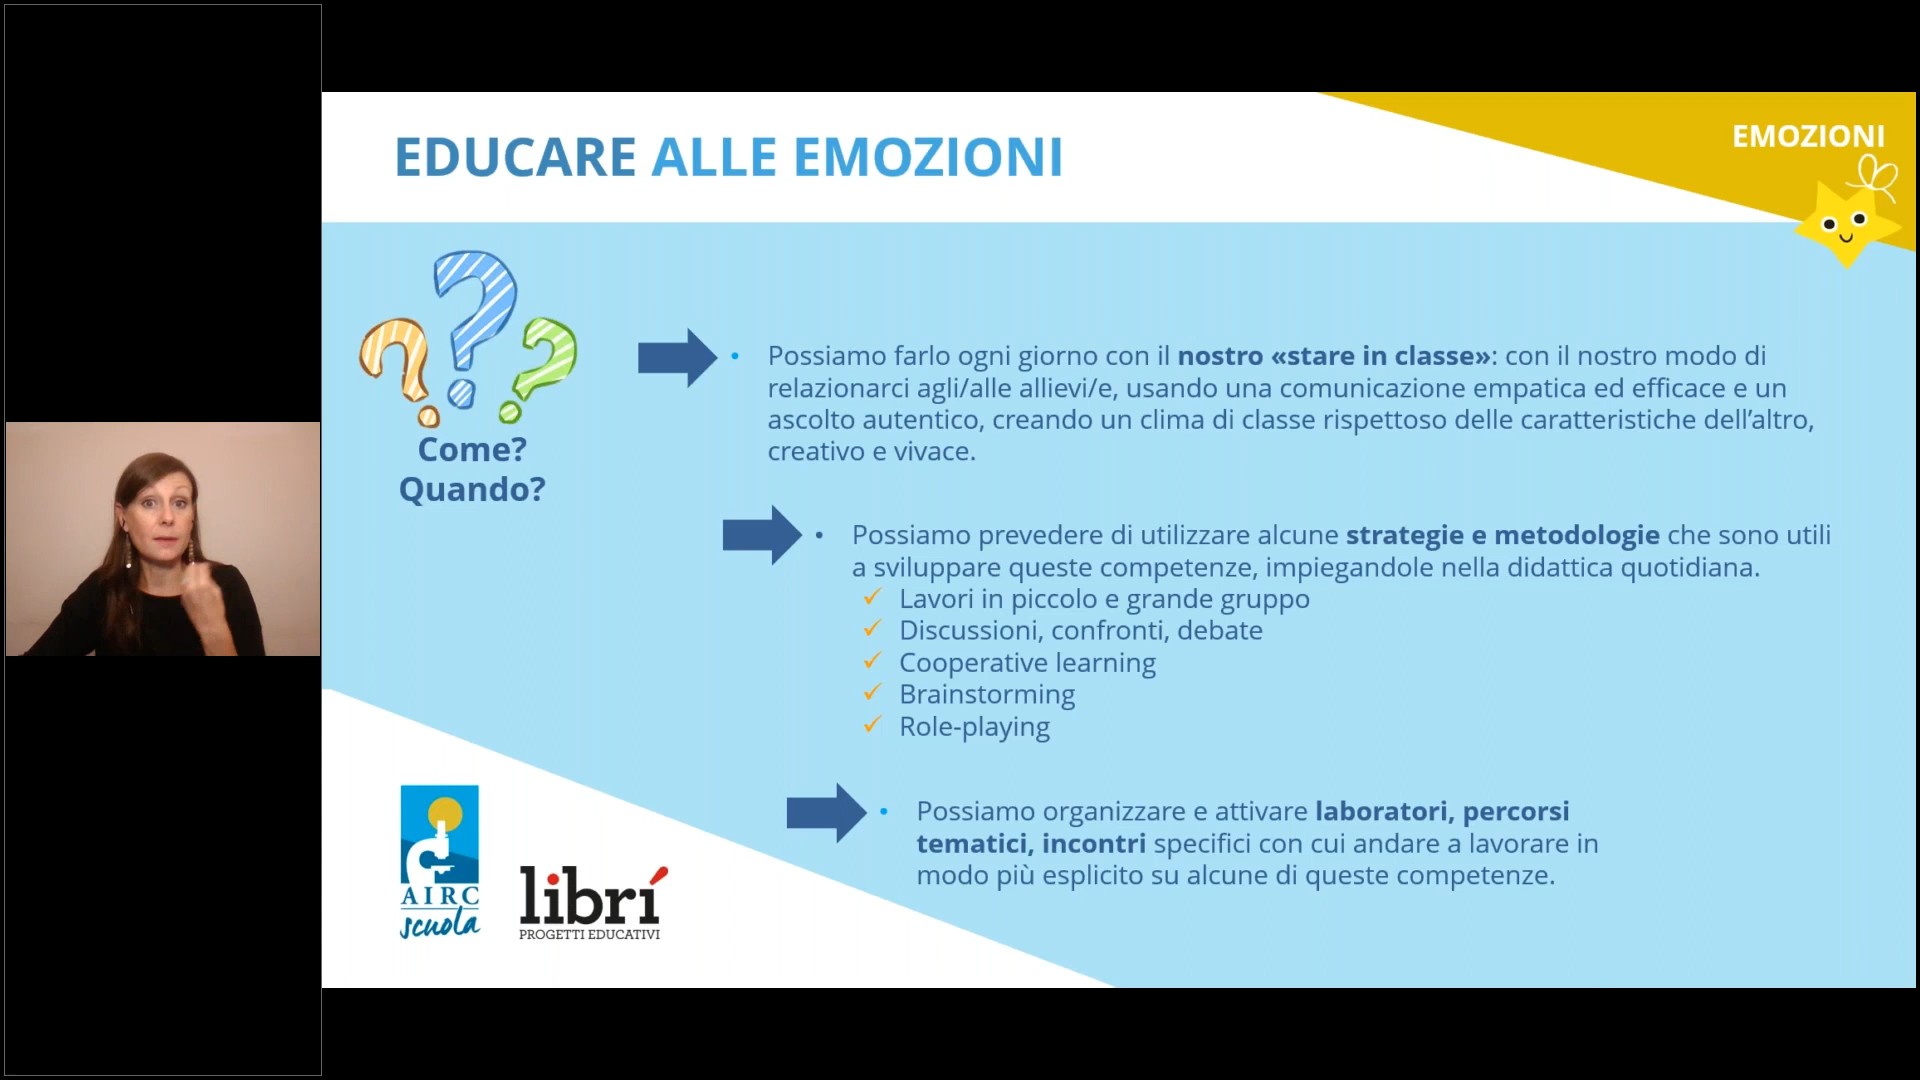 EDUCARE ALLE EMOZIONI
EMOZIONI
Come?
Quando?
• Possiamo farlo ogni giorno con il nostro «stare in classe»: con il nostro modo di
relazionarci agli/alle allievi/e, usando una comunicazione empatica ed efficace e un
ascolto autentico, creando un clima di classe rispettoso delle caratteristiche dell’altro,
creativo e vivace.
• Possiamo prevedere di utilizzare alcune strategie e metodologie che sono utili
a sviluppare queste competenze, impiegandole nella didattica quotidiana.
✓ Lavori in piccolo e grande gruppo
✓ Discussioni, confronti, debate
✓ Cooperative learning
✓ Brainstorming
✓ Role-playing
• Possiamo organizzare e attivare laboratori, percorsi
tematici, incontri specifici con cui andare a lavorare in
modo più esplicito su alcune di queste competenze.
AIRC
scuola
librí
PROGETTI EDUCATIVI